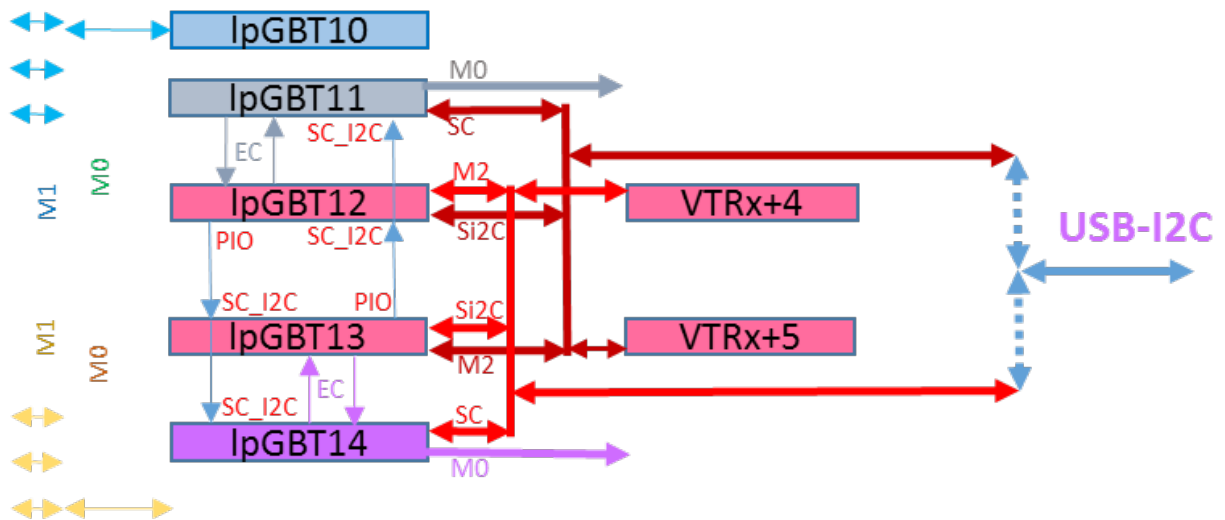 lpGBT10
M0
lpGBT11
SC_I2C
SC
EC
M2
M0
M1
lpGBT12
VTRx+4
USB-I2C
PIO
SC_I2C
Si2C
SC_I2C
PIO
Si2C
M1
M0
lpGBT13
VTRx+5
M2
EC
SC_I2C
SC
lpGBT14
M0